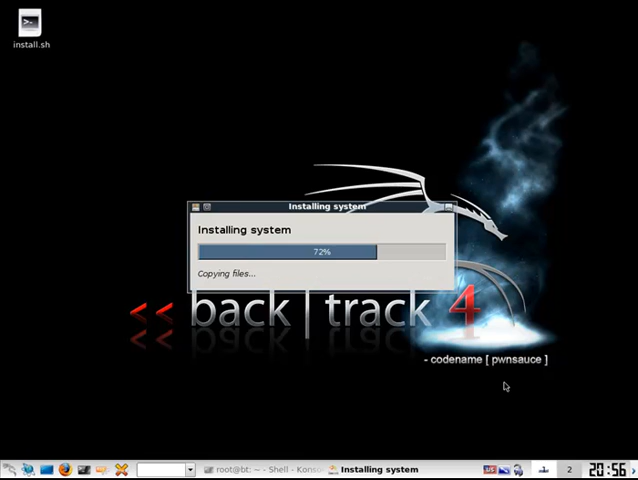 install.sh
Installing system
Installing system
72%
Copying files...
<< back | track 4
- codename [ pwnsauce ]
root@bt: ~ - Shell - Konso
Installing system
1
2
20:56